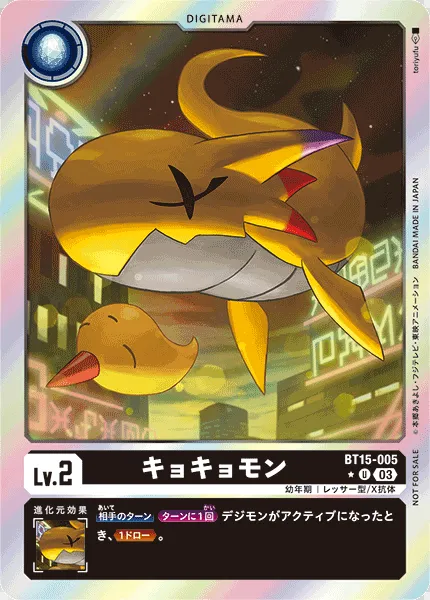 DIGITAMA
toriyufu
© 本郷あきよし・フジテレビ・東映アニメーション BANDAI MADE IN JAPAN
NOT FOR SALE
Lv.2
キョキョモン
BT15-005
★ U 03
幼年期 | レッサー型/X抗体
進化元効果
相手のターン ターンに1回 デジモンがアクティブになったと
き、1ドロー 。